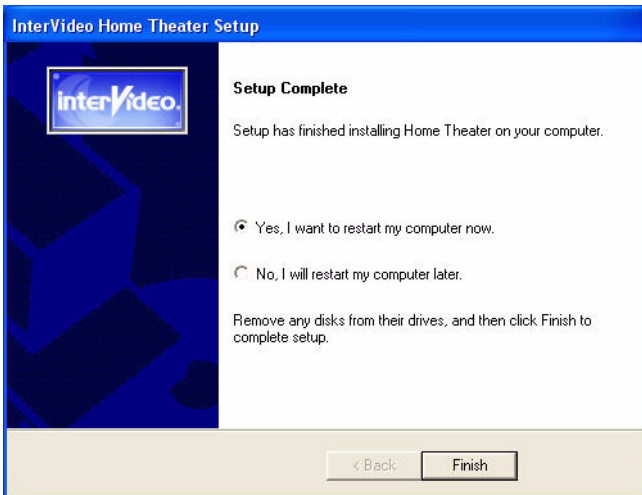 InterVideo Home Theater Setup
interVideo.
Setup Complete
Setup has finished installing Home Theater on your computer.
Yes, I want to restart my computer now.
No, I will restart my computer later.
Remove any disks from their drives, and then click Finish to
complete setup.
< Back
Finish